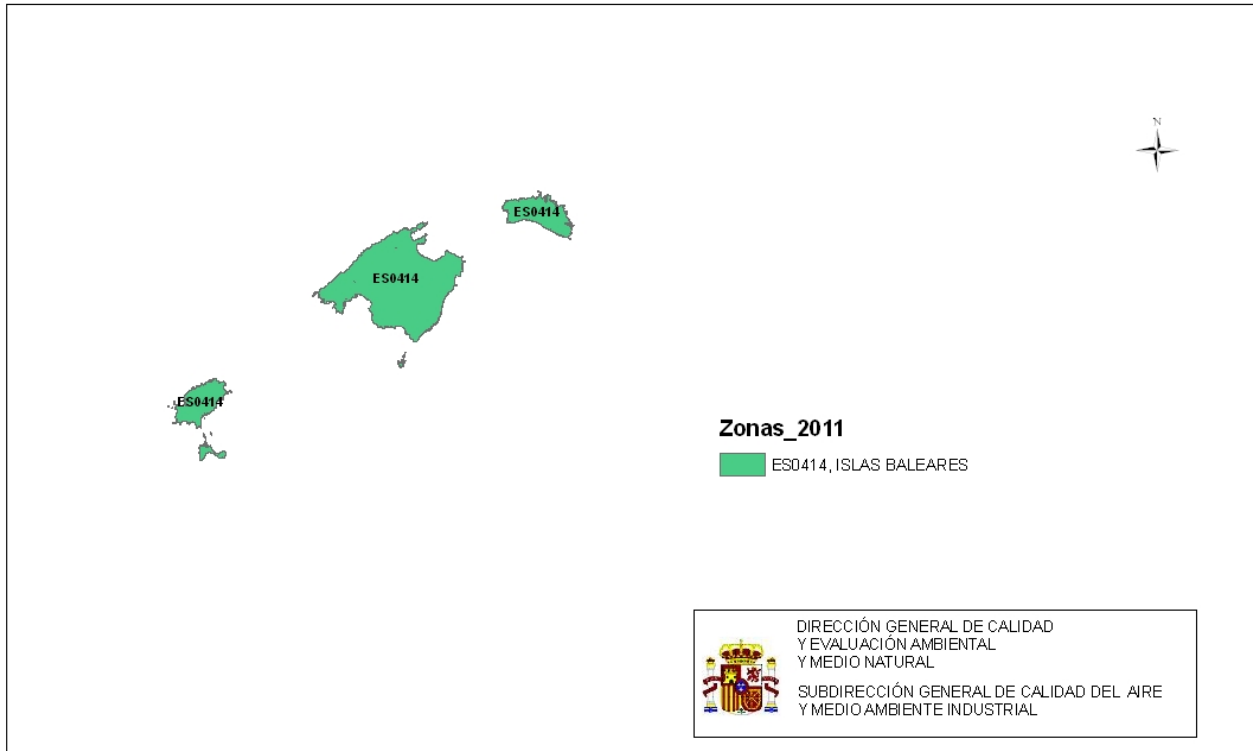 N
ES0414
ES0414
ES0414
Zonas_2011
ES0414, ISLAS BALEARES
DIRECCIÓN GENERAL DE CALIDAD
Y EVALUACIÓN AMBIENTAL
Y MEDIO NATURAL
SUBDIRECCIÓN GENERAL DE CALIDAD DEL AIRE
Y MEDIO AMBIENTE INDUSTRIAL